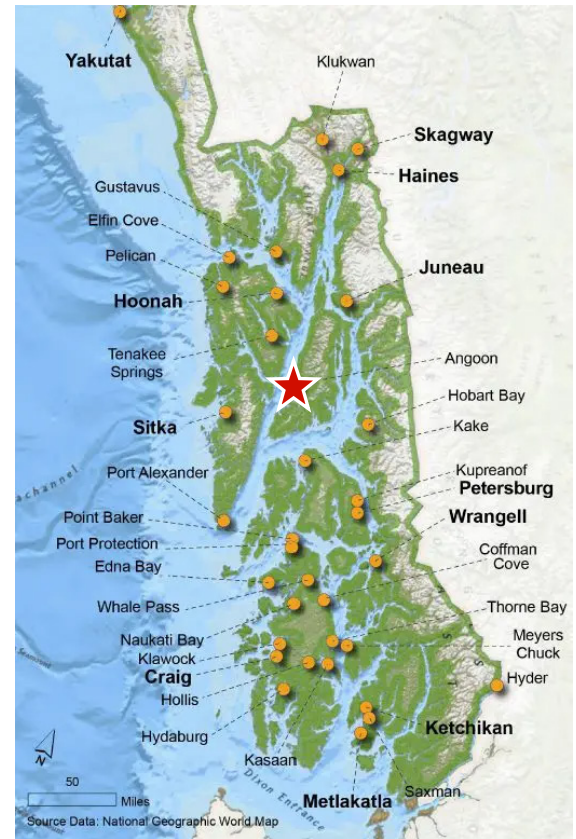 Yakutat
Klukwan
Skagway
Haines
Gustavus
Elfin Cove
Pelican
Juneau
Hoonah
Tenakee
Springs
Angoon
Hobart Bay
Sitka
Kake
Port Alexander
Kupreanof
Petersburg
Point Baker
Wrangell
Port Protection
Coffman
Cove
Edna Bay
Whale Pass
Thorne Bay
Naukati Bay
Meyers
Chuck
Klawock
Craig
Hyder
Hollis
Hydaburg
Ketchikan
Kasaan
Saxman
Metlakatla
Dixon Entrance
N
50
Miles
Source Data: National Geographic World Map